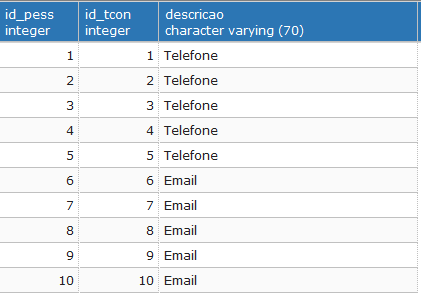 id_pess id_tcon descricao
integer integer character varying (70)
1 1 Telefone
2 2 Telefone
3 3 Telefone
4 4 Telefone
5 5 Telefone
6 6 Email
7 7 Email
8 8 Email
9 9 Email
10 10 Email